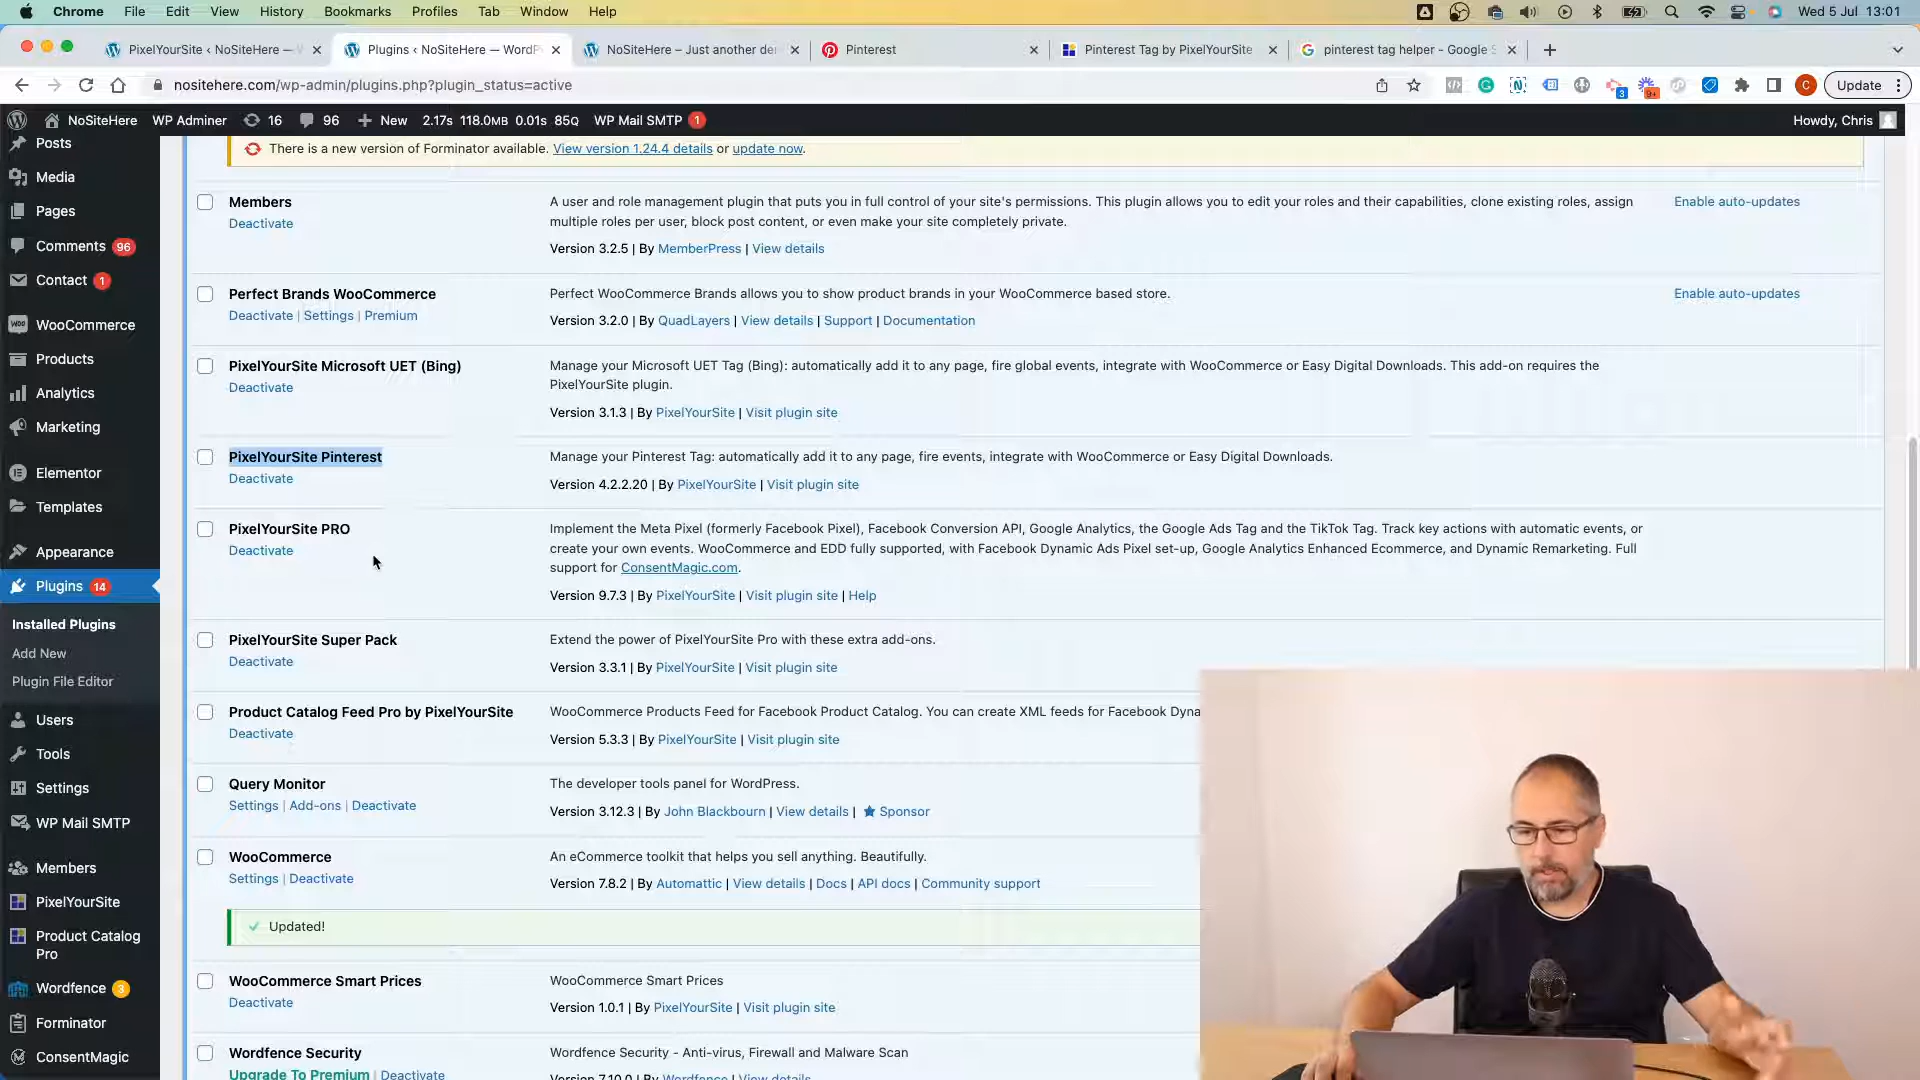 Chrome File Edit View History Bookmarks Profiles Tab Window Help Wed 5 Jul 13:01
PixelYourSite ‹ NoSiteHere — Plugins ‹ NoSiteHere — WordP NoSiteHere – Just another de Pinterest Pinterest Tag by PixelYourSite pinterest tag helper - Google
nositehere.com/wp-admin/plugins.php?plugin_status=active 3 9+ C Update
NoSiteHere WP Adminer 16 96 New 2.17s 118.0MB 0.01s 85Q WP Mail SMTP 1 Howdy, Chris
Posts
Media
Pages
Comments 96
Contact 1
WooCommerce
Products
Analytics
Marketing
Elementor
Templates
Appearance
Plugins 14
Installed Plugins
Add New
Plugin File Editor
Users
Tools
Settings
WP Mail SMTP
Members
PixelYourSite
Product Catalog
Pro
Wordfence 3
Forminator
ConsentMagic
There is a new version of Forminator available. View version 1.24.4 details or update now.
Members
Deactivate
A user and role management plugin that puts you in full control of your site's permissions. This plugin allows you to edit your roles and their capabilities, clone existing roles, assign
multiple roles per user, block post content, or even make your site completely private.
Version 3.2.5 | By MemberPress | View details
Enable auto-updates
Perfect Brands WooCommerce
Deactivate | Settings | Premium
Perfect WooCommerce Brands allows you to show product brands in your WooCommerce based store.
Version 3.2.0 | By QuadLayers | View details | Support | Documentation
Enable auto-updates
PixelYourSite Microsoft UET (Bing)
Deactivate
Manage your Microsoft UET Tag (Bing): automatically add it to any page, fire global events, integrate with WooCommerce or Easy Digital Downloads. This add-on requires the
PixelYourSite plugin.
Version 3.1.3 | By PixelYourSite | Visit plugin site
PixelYourSite Pinterest
Deactivate
Manage your Pinterest Tag: automatically add it to any page, fire events, integrate with WooCommerce or Easy Digital Downloads.
Version 4.2.2.20 | By PixelYourSite | Visit plugin site
PixelYourSite PRO
Deactivate
Implement the Meta Pixel (formerly Facebook Pixel), Facebook Conversion API, Google Analytics, the Google Ads Tag and the TikTok Tag. Track key actions with automatic events, or
create your own events. WooCommerce and EDD fully supported, with Facebook Dynamic Ads Pixel set-up, Google Analytics Enhanced Ecommerce, and Dynamic Remarketing. Full
support for ConsentMagic.com.
Version 9.7.3 | By PixelYourSite | Visit plugin site | Help
PixelYourSite Super Pack
Deactivate
Extend the power of PixelYourSite Pro with these extra add-ons.
Version 3.3.1 | By PixelYourSite | Visit plugin site
Product Catalog Feed Pro by PixelYourSite
Deactivate
WooCommerce Products Feed for Facebook Product Catalog. You can create XML feeds for Facebook Dyna
Version 5.3.3 | By PixelYourSite | Visit plugin site
Query Monitor
Settings | Add-ons | Deactivate
The developer tools panel for WordPress.
Version 3.12.3 | By John Blackbourn | View details | Sponsor
WooCommerce
Settings | Deactivate
An eCommerce toolkit that helps you sell anything. Beautifully.
Version 7.8.2 | By Automattic | View details | Docs | API docs | Community support
Updated!
WooCommerce Smart Prices
Deactivate
WooCommerce Smart Prices
Version 1.0.1 | By PixelYourSite | Visit plugin site
Wordfence Security
Upgrade To Premium | Deactivate
Wordfence Security - Anti-virus, Firewall and Malware Scan
Version 7.10.0 | By Wordfence | View details